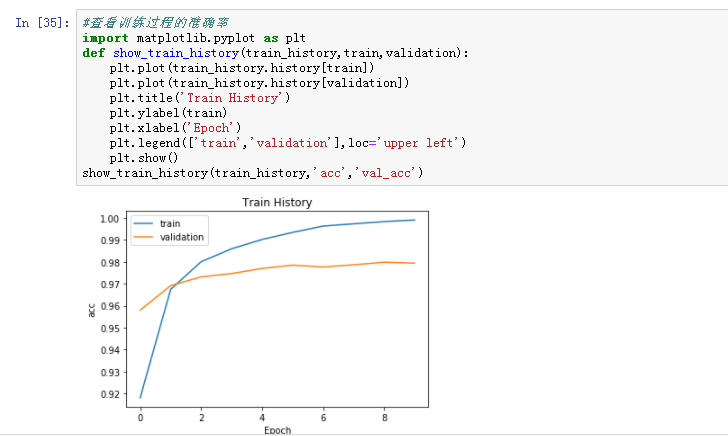 In [35]: #查看训练过程的准确率
import matplotlib.pyplot as plt
def show_train_history(train_history,train,validation):
    plt.plot(train_history.history[train])
    plt.plot(train_history.history[validation])
    plt.title('Train History')
    plt.ylabel(train)
    plt.xlabel('Epoch')
    plt.legend(['train','validation'],loc='upper left')
    plt.show()
show_train_history(train_history,'acc','val_acc')
Train History
train
validation
1.00
0.99
0.98
0.97
0.96
0.95
0.94
0.93
0.92
acc
0 2 4 6 8
Epoch